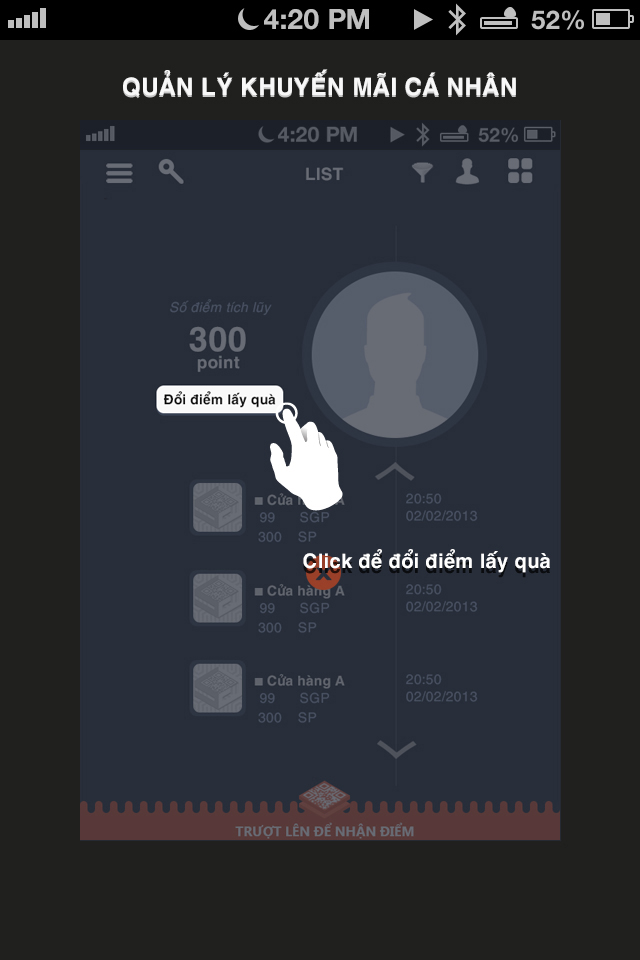 4:20 PM 52%
QUẢN LÝ KHUYẾN MÃI CÁ NHÂN
4:20 PM 52%
LIST
Số điểm tích lũy
300
point
Đổi điểm lấy quà
Cửa hàng A
99 SGP
300 SP
20:50
02/02/2013
Click để đổi điểm lấy quà
Cửa hàng A
99 SGP
300 SP
20:50
02/02/2013
Cửa hàng A
99 SGP
300 SP
20:50
02/02/2013
TRƯỢT LÊN ĐỂ NHẬN ĐIỂM